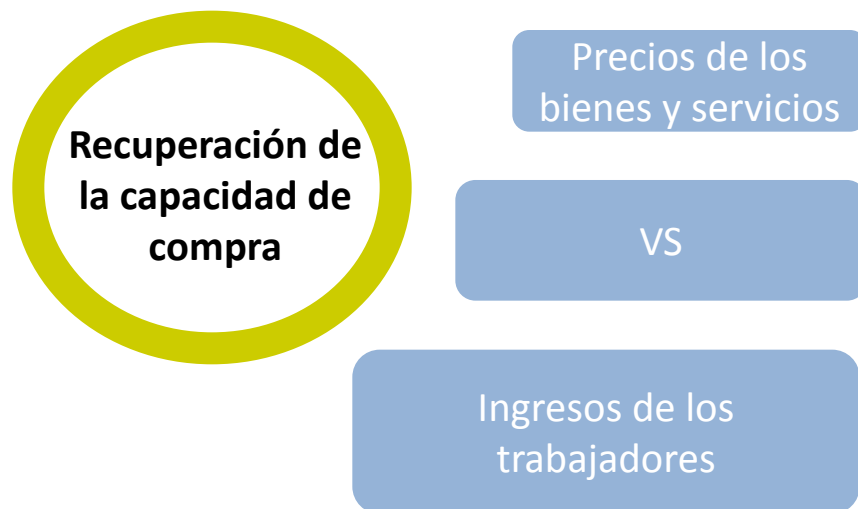 Recuperación de
la capacidad de
compra
Precios de los
bienes y servicios
VS
Ingresos de los
trabajadores